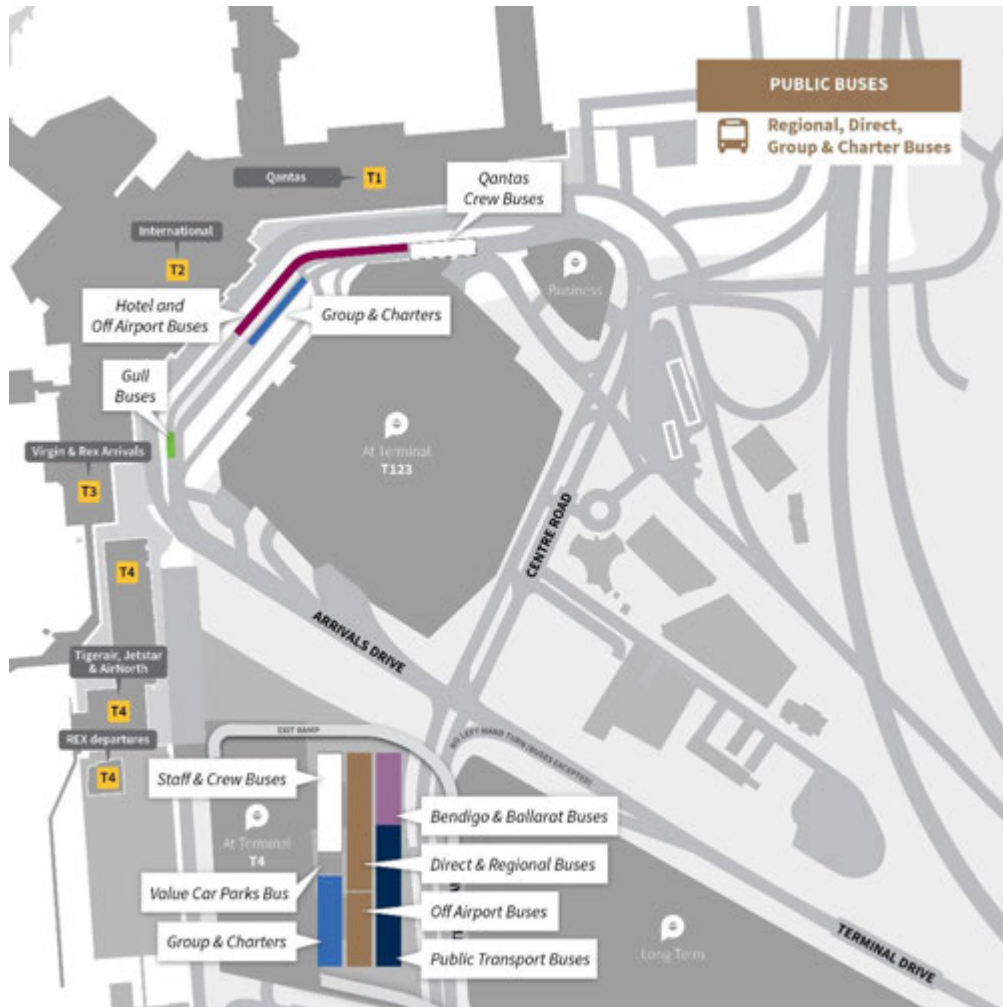 PUBLIC BUSES
Regional, Direct,
Group & Charter Buses
Qantas
T1
Qantas
Crew Buses
International
T2
Hotel and
Off Airport Buses
Group & Charters
Business
Gull
Buses
At Terminal
T123
Virgin & Rex Arrivals
T3
CENTRE ROAD
T4
ARRIVALS DRIVE
Tigerair, Jetstar
& AirNorth
T4
REX departures
T4
EXIT RAMP
NO LEFT HAND TURN (BUSES EXCEPTED)
Staff & Crew Buses
At Terminal
T4
Bendigo & Ballarat Buses
Direct & Regional Buses
Value Car Parks Bus
Off Airport Buses
Group & Charters
Public Transport Buses
Long Term
TERMINAL DRIVE